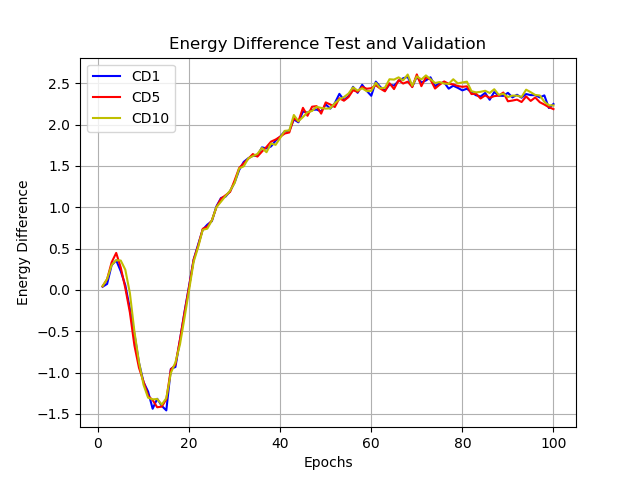 Energy Difference Test and Validation
CD1
CD5
CD10
Energy Difference
2.5
2.0
1.5
1.0
0.5
0.0
−0.5
−1.0
−1.5
0 20 40 60 80 100
Epochs